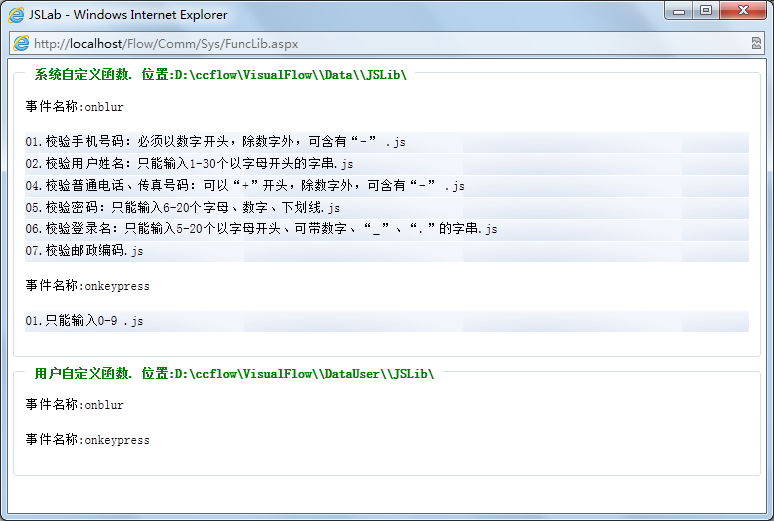 JSLab - Windows Internet Explorer
http://localhost/Flow/Comm/Sys/FuncLib.aspx
系统自定义函数. 位置:D:\ccflow\VisualFlow\\Data\\JSLib\
事件名称:onblur
01.校验手机号码：必须以数字开头，除数字外，可含有“-” .js
02.校验用户姓名：只能输入1-30个以字母开头的字串.js
04.校验普通电话、传真号码：可以“+”开头，除数字外，可含有“-” .js
05.校验密码：只能输入6-20个字母、数字、下划线.js
06.校验登录名：只能输入5-20个以字母开头、可带数字、“_”、“.”的字串.js
07.校验邮政编码.js
事件名称:onkeypress
01.只能输入0-9 .js
用户自定义函数. 位置:D:\ccflow\VisualFlow\\DataUser\\JSLib\
事件名称:onblur
事件名称:onkeypress